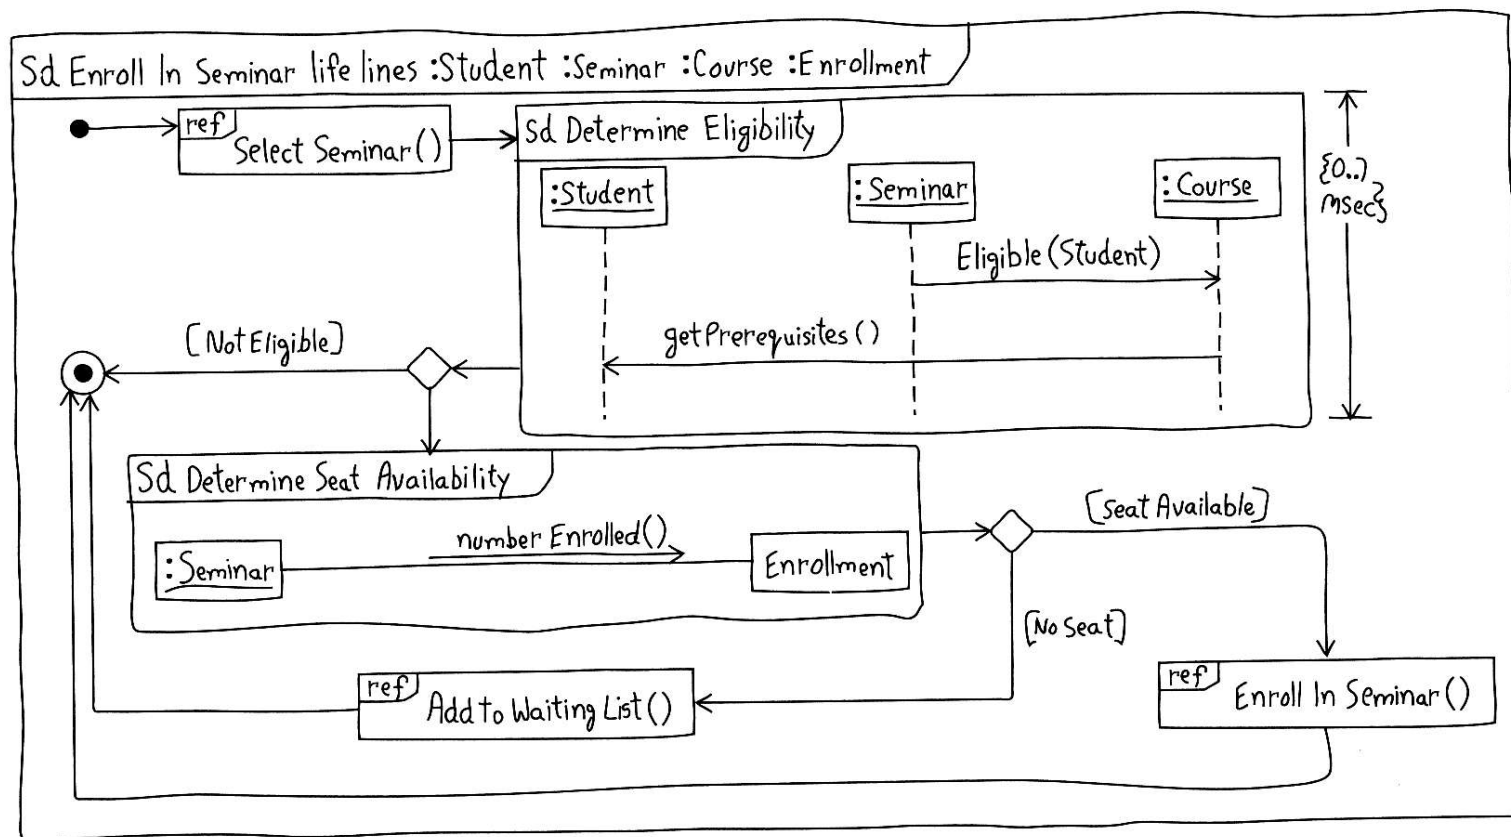 Sd Enroll In Seminar life lines :Student :Seminar :Course :Enrollment
ref
Select Seminar()
Sd Determine Eligibility
:Student
:Seminar
:Course
{0..)
msec}
Eligible(Student)
getPrerequisites()
[Not Eligible]
Sd Determine Seat Availability
:Seminar
number Enrolled()
Enrollment
[seat Available]
[No seat]
ref
Add to Waiting List()
ref
Enroll In Seminar()